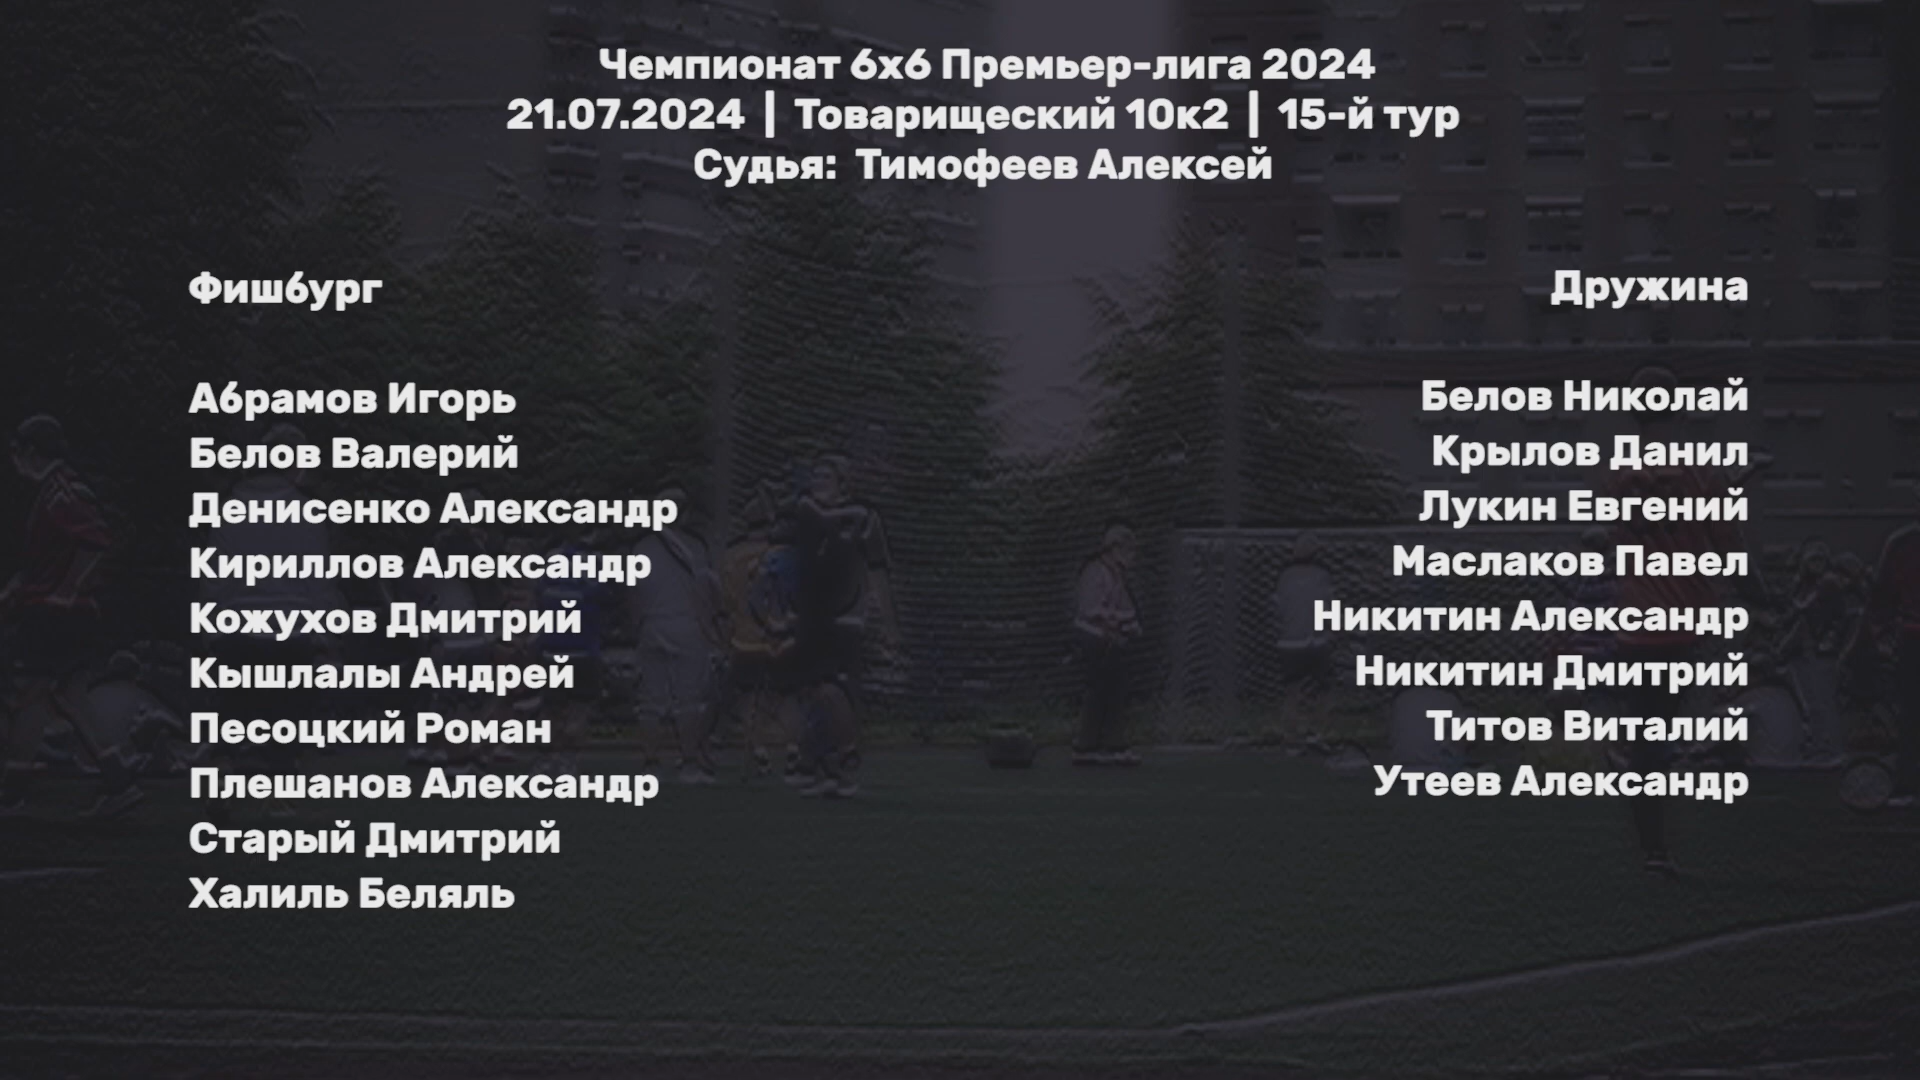 Чемпионат 6х6 Премьер-лига 2024
21.07.2024 | Товарищеский 10к2 | 15-й тур
Судья: Тимофеев Алексей
Фишбург
Дружина
Абрамов Игорь
Белов Валерий
Денисенко Александр
Кириллов Александр
Кожухов Дмитрий
Кышлалы Андрей
Песоцкий Роман
Плешанов Александр
Старый Дмитрий
Халиль Беляль
Белов Николай
Крылов Данил
Лукин Евгений
Маслаков Павел
Никитин Александр
Никитин Дмитрий
Титов Виталий
Утеев Александр